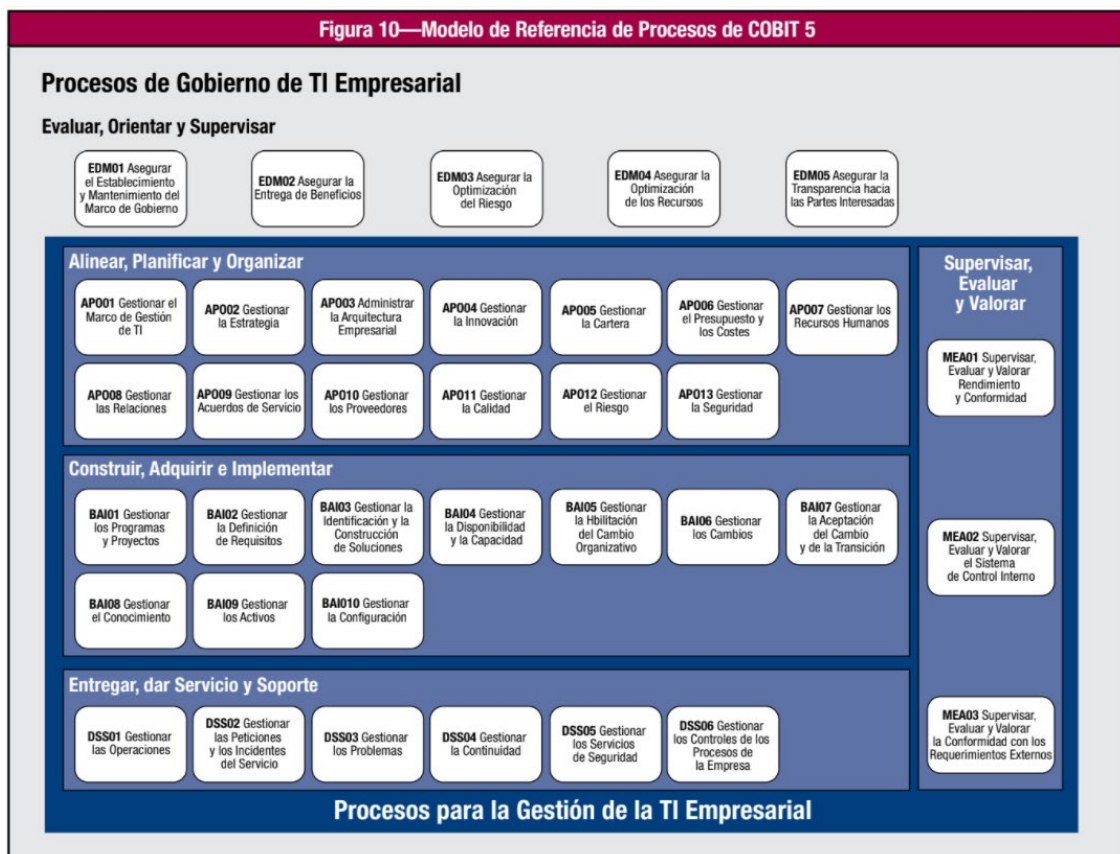 Figura 10—Modelo de Referencia de Procesos de COBIT 5
Procesos de Gobierno de TI Empresarial
Evaluar, Orientar y Supervisar
EDM01 Asegurar
el Establecimiento
y Mantenimiento del
Marco de Gobierno
EDM02 Asegurar la
Entrega de Beneficios
EDM03 Asegurar la
Optimización
del Riesgo
EDM04 Asegurar la
Optimización
de los Recursos
EDM05 Asegurar la
Transparencia hacia
las Partes Interesadas
Alinear, Planificar y Organizar
APO01 Gestionar el
Marco de Gestión
de TI
APO02 Gestionar
la Estrategia
APO03 Administrar
la Arquitectura
Empresarial
APO04 Gestionar
la Innovación
APO05 Gestionar
la Cartera
APO06 Gestionar
el Presupuesto y
los Costes
APO07 Gestionar los
Recursos Humanos
APO08 Gestionar
las Relaciones
APO09 Gestionar los
Acuerdos de Servicio
APO10 Gestionar
los Proveedores
APO11 Gestionar
la Calidad
APO12 Gestionar
el Riesgo
APO13 Gestionar
la Seguridad
Construir, Adquirir e Implementar
BAI01 Gestionar
los Programas
y Proyectos
BAI02 Gestionar
la Definición
de Requisitos
BAI03 Gestionar la
Identificación y la
Construcción
de Soluciones
BAI04 Gestionar
la Disponibilidad
y la Capacidad
BAI05 Gestionar
la Hbilitación
del Cambio
Organizativo
BAI06 Gestionar
los Cambios
BAI07 Gestionar
la Aceptación
del Cambio
y de la Transición
BAI08 Gestionar
el Conocimiento
BAI09 Gestionar
los Activos
BAI010 Gestionar
la Configuración
Entregar, dar Servicio y Soporte
DSS01 Gestionar
las Operaciones
DSS02 Gestionar
las Peticiones
y los Incidentes
del Servicio
DSS03 Gestionar
los Problemas
DSS04 Gestionar
la Continuidad
DSS05 Gestionar
los Servicios
de Seguridad
DSS06 Gestionar
los Controles de los
Procesos de
la Empresa
Supervisar,
Evaluar
y Valorar
MEA01 Supervisar,
Evaluar y Valorar
Rendimiento
y Conformidad
MEA02 Supervisar,
Evaluar y Valorar
el Sistema
de Control Interno
MEA03 Supervisar,
Evaluar y Valorar
la Conformidad con los
Requerimientos Externos
Procesos para la Gestión de la TI Empresarial